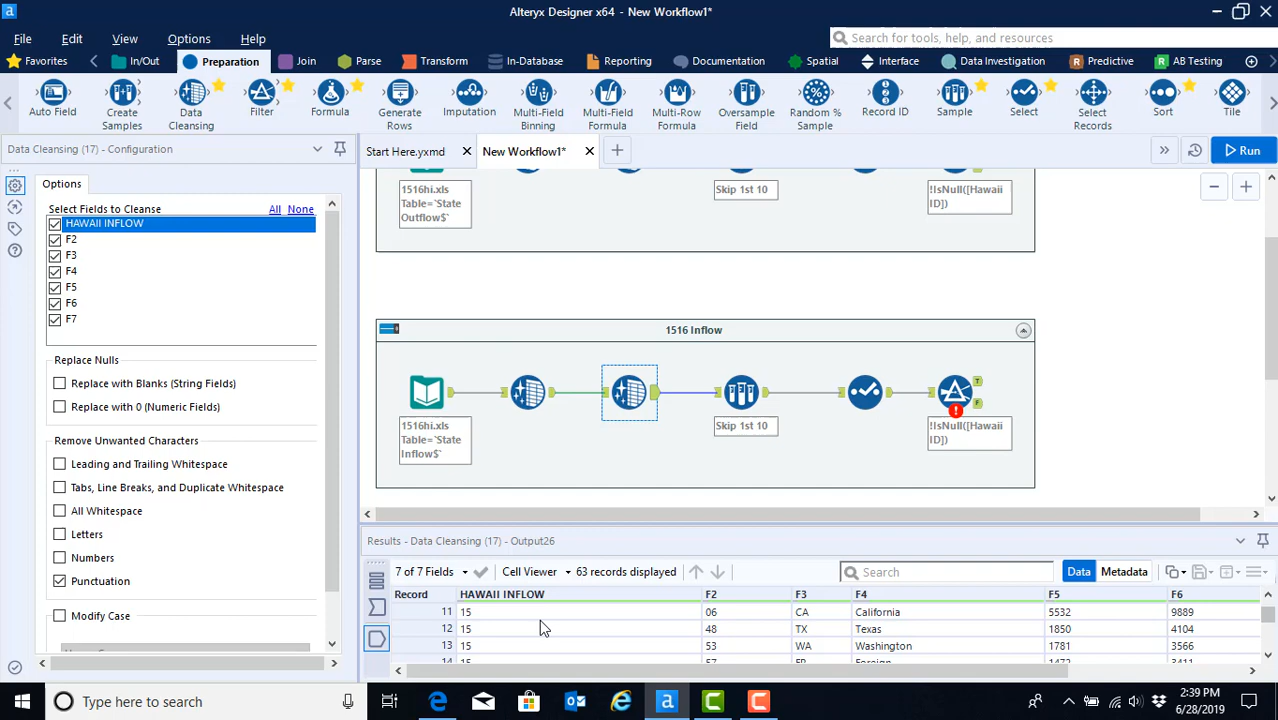 Alteryx Designer x64 - New Workflow1*
File Edit View Options Help
Search for tools, help, and resources
Favorites In/Out Preparation Join Parse Transform In-Database Reporting Documentation Spatial Interface Data Investigation Predictive AB Testing
Auto Field Create Samples Data Cleansing Filter Formula Generate Rows Imputation Multi-Field Binning Multi-Field Formula Multi-Row Formula Oversample Field Random % Sample Record ID Sample Select Select Records Sort Tile
Data Cleansing (17) - Configuration
Start Here.yxmd New Workflow1* Run
Options
Select Fields to Cleanse All None
HAWAII INFLOW
F2
F3
F4
F5
F6
F7
Replace Nulls
Replace with Blanks (String Fields)
Replace with 0 (Numeric Fields)
Remove Unwanted Characters
Leading and Trailing Whitespace
Tabs, Line Breaks, and Duplicate Whitespace
All Whitespace
Letters
Numbers
Punctuation
Modify Case
1516hi.xls
Table=`State
Outflow$`
Skip 1st 10
!IsNull([Hawaii
ID])
1516 Inflow
1516hi.xls
Table=`State
Inflow$`
Skip 1st 10
!IsNull([Hawaii
ID])
Results - Data Cleansing (17) - Output26
7 of 7 Fields Cell Viewer 63 records displayed Search Data Metadata
Record HAWAII INFLOW F2 F3 F4 F5 F6
11 15 06 CA California 5532 9889
12 15 48 TX Texas 1850 4104
13 15 53 WA Washington 1781 3566
14 15 57 FR Foreign 1472 3411
Type here to search
2:39 PM
6/28/2019